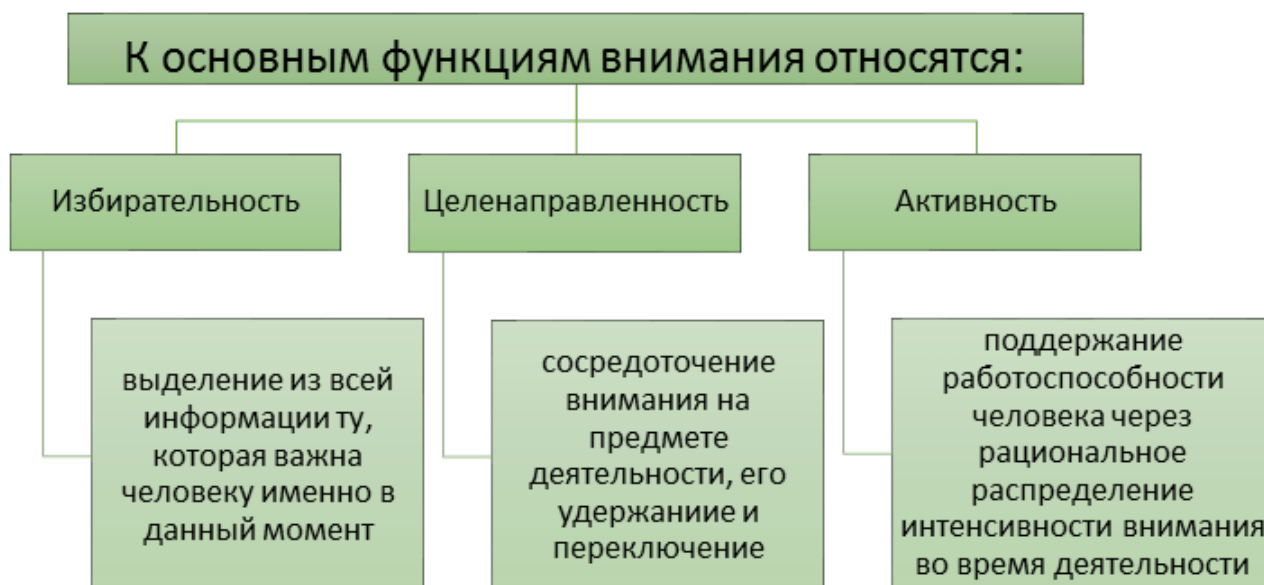 К основным функциям внимания относятся:
Избирательность
Целенаправленность
Активность
выделение из всей
информации ту,
которая важна
человеку именно в
данный момент
сосредоточение
внимания на
предмете
деятельности, его
удержаниие и
переключение
поддержание
работоспособности
человека через
рациональное
распределение
интенсивности внимания
во время деятельности